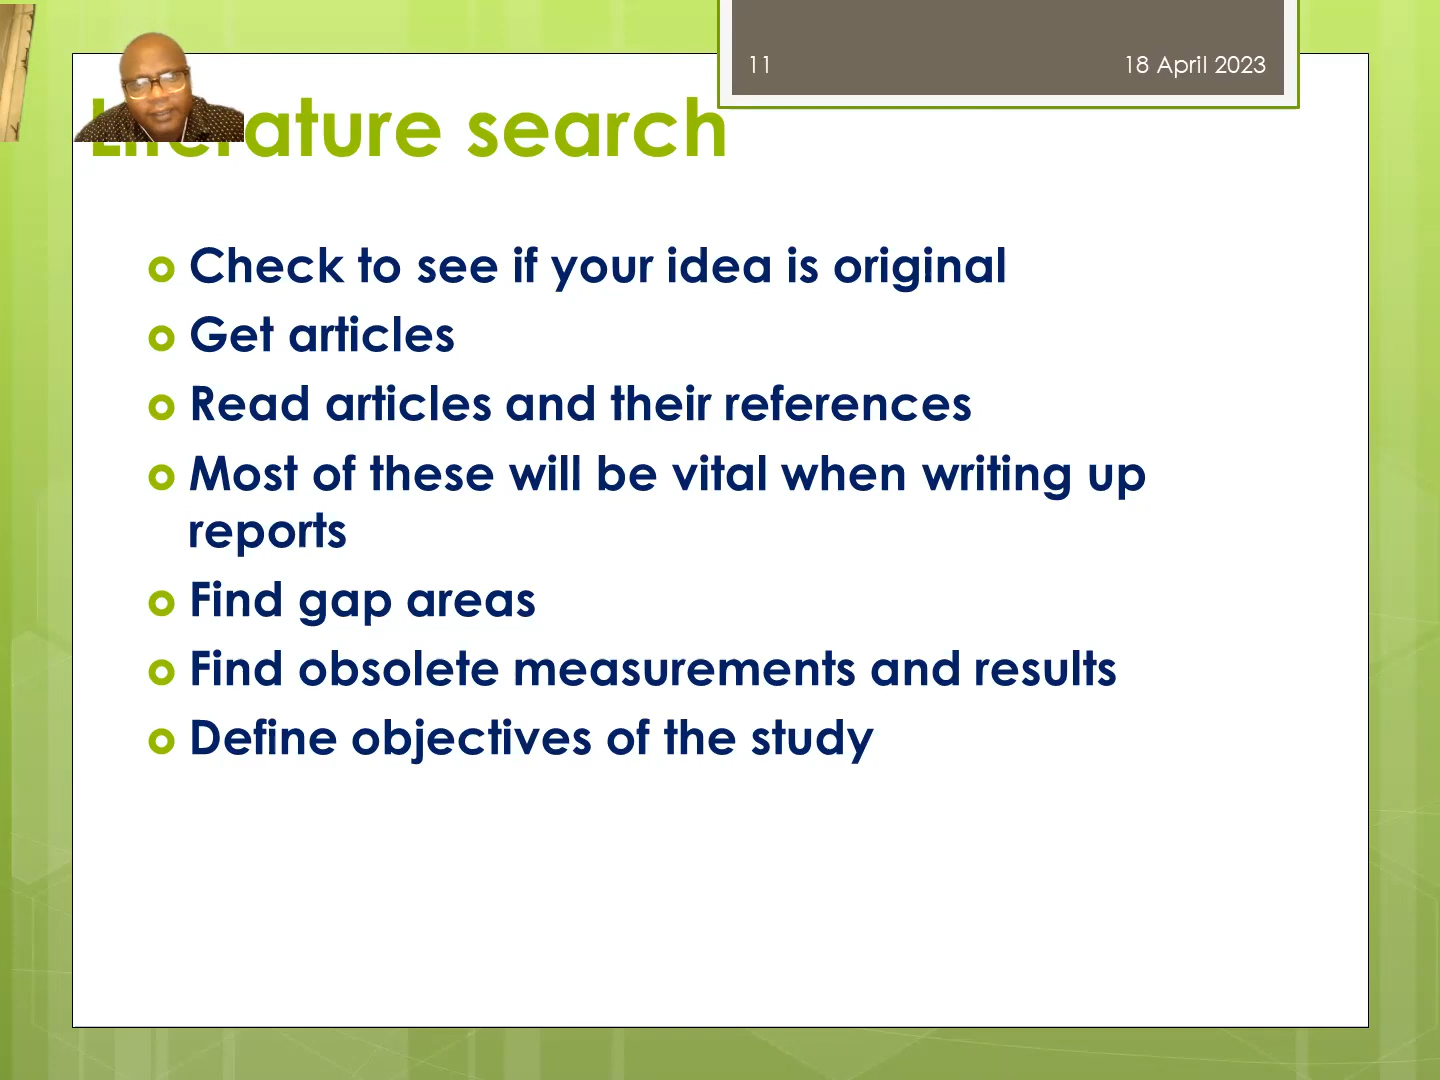 11
18 April 2023
Literature search
Check to see if your idea is original
Get articles
Read articles and their references
Most of these will be vital when writing up
reports
Find gap areas
Find obsolete measurements and results
Define objectives of the study